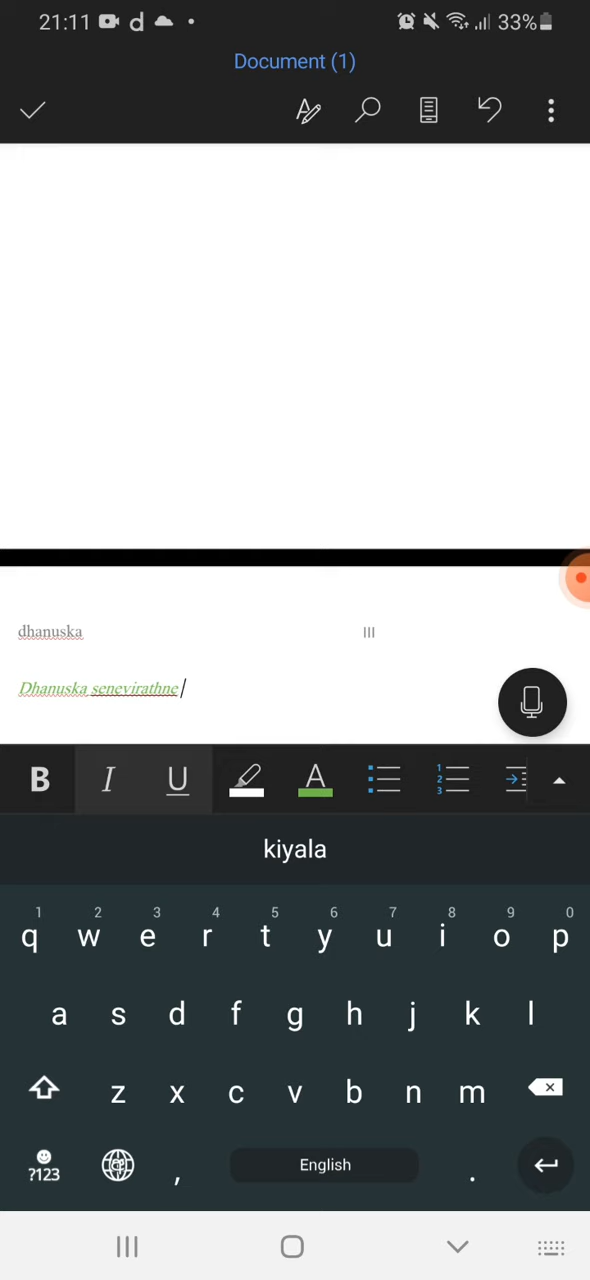 21:11 33%
Document (1)
dhanuska
Dhanuska senevirathne
B I U A
kiyala
1 2 3 4 5 6 7 8 9 0
q w e r t y u i o p
a s d f g h j k l
z x c v b n m
?123 , English .